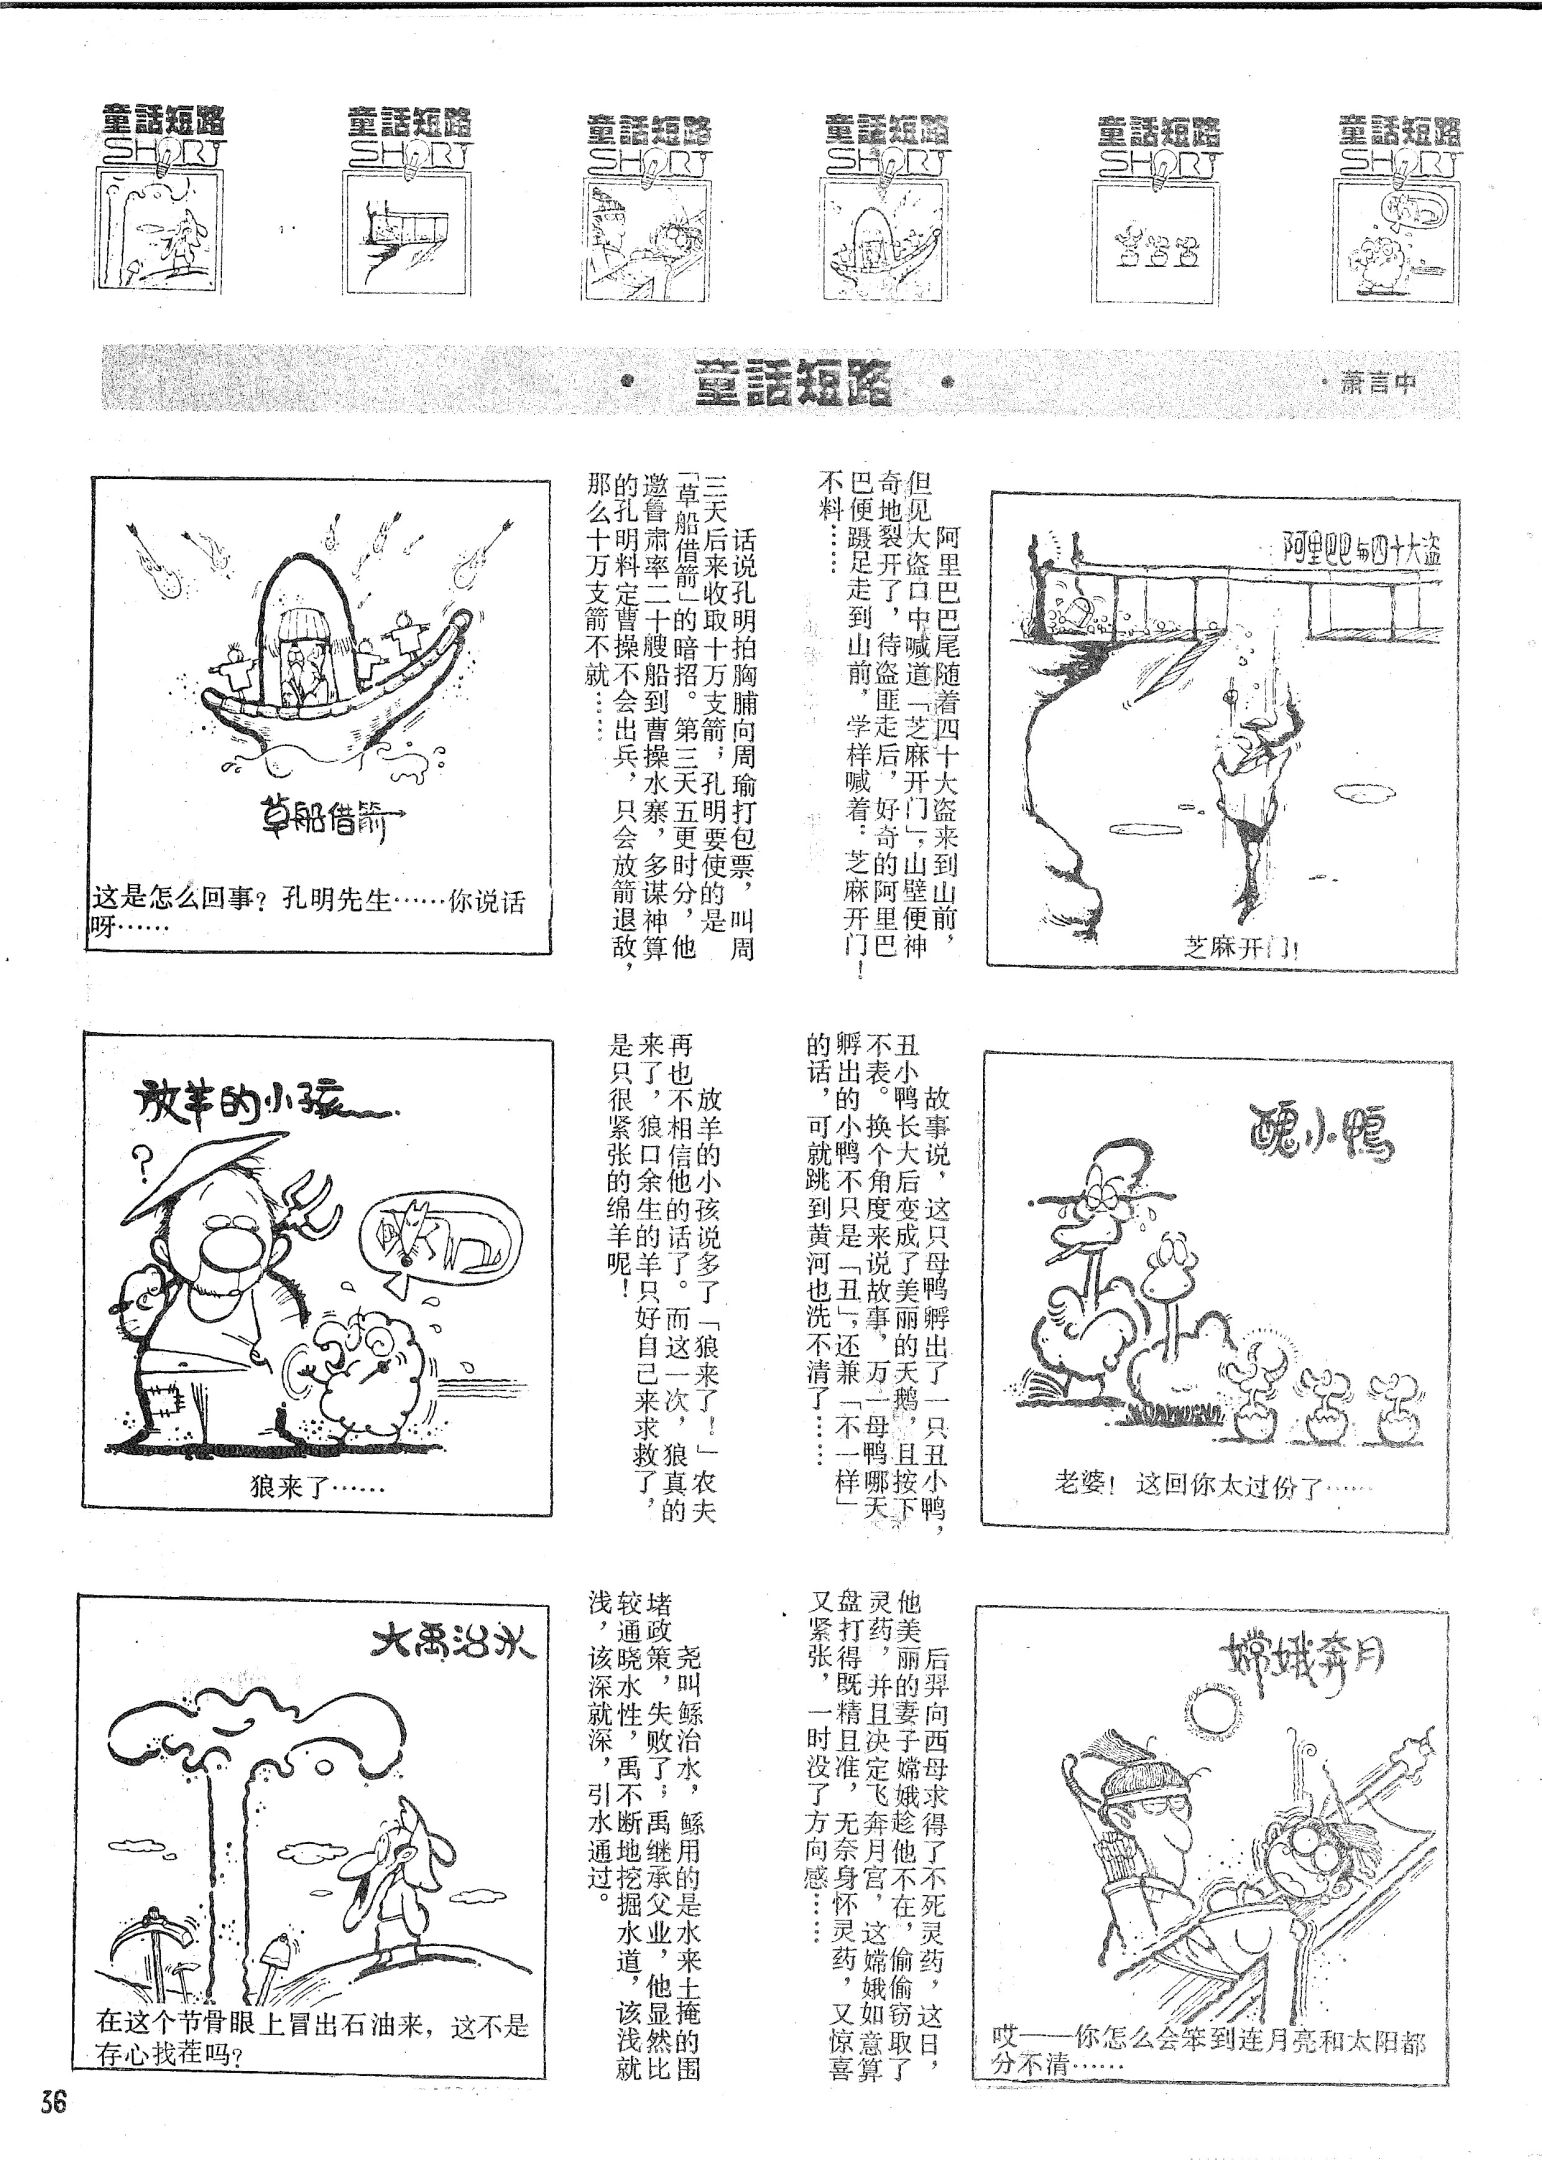 童話短路
SHORT
童話短路
SHORT
童話短路
SHORT
童話短路
SHORT
童話短路
SHORT
童話短路
SHORT
·童話短路·
·萧言中
阿里巴巴与四十大盗
芝麻开门！
阿里巴巴尾随着四十大盗来到山前，
但见大盗口中喊道「芝麻开门」，山壁便神
奇地裂开了，待盗匪走后，好奇的阿里巴
巴便蹑足走到山前，学样喊着：芝麻开门！
不料……
话说孔明拍胸脯向周瑜打包票，叫周
三天后来收取十万支箭；孔明要使的是
「草船借箭」的暗招。第三天五更时分，他
邀鲁肃率二十艘船到曹操水寨，多谋神算
的孔明料定曹操不会出兵，只会放箭退敌，
那么十万支箭不就……
草船借箭
这是怎么回事？孔明先生……你说话
呀……
醜小鴨
老婆！这回你太过份了……
故事说，这只母鸭孵出了一只丑小鸭，
丑小鸭长大后变成了美丽的天鹅，且按下
不表。换个角度来说故事，万一母鸭哪天
孵出的小鸭不只是「丑」，还兼「不一样」
的话，可就跳到黄河也洗不清了……
放羊的小孩说多了「狼来了！」农夫
再也不相信他的话了。而这一次，狼真的
来了，狼口余生的羊只好自己来求救了，
是只很紧张的绵羊呢！
放羊的小孩
?
狼来了……
嫦娥奔月
哎——你怎么会笨到连月亮和太阳都
分不清……
后羿向西母求得了不死灵药，这日，
他美丽的妻子嫦娥趁他不在，偷偷窃取了
灵药，并且决定飞奔月宫，这嫦娥如意算
盘打得既精且准，无奈身怀灵药，又惊喜
又紧张，一时没了方向感……
尧叫鲧治水，鲧用的是水来土掩的围
堵政策，失败了；禹继承父业，他显然比
较通晓水性，禹不断地挖掘水道，该浅就
浅，该深就深，引水通过。
大禹治水
在这个节骨眼上冒出石油来，这不是
存心找茬吗？
36